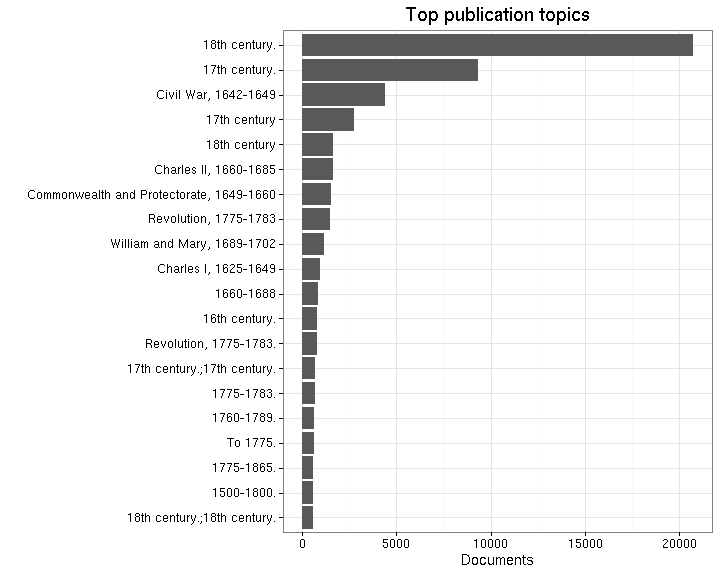 Top publication topics
18th century.
17th century.
Civil War, 1642-1649
17th century
18th century
Charles II, 1660-1685
Commonwealth and Protectorate, 1649-1660
Revolution, 1775-1783
William and Mary, 1689-1702
Charles I, 1625-1649
1660-1688
16th century.
Revolution, 1775-1783.
17th century.;17th century.
1775-1783.
1760-1789.
To 1775.
1775-1865.
1500-1800.
18th century.;18th century.
0 5000 10000 15000 20000
Documents